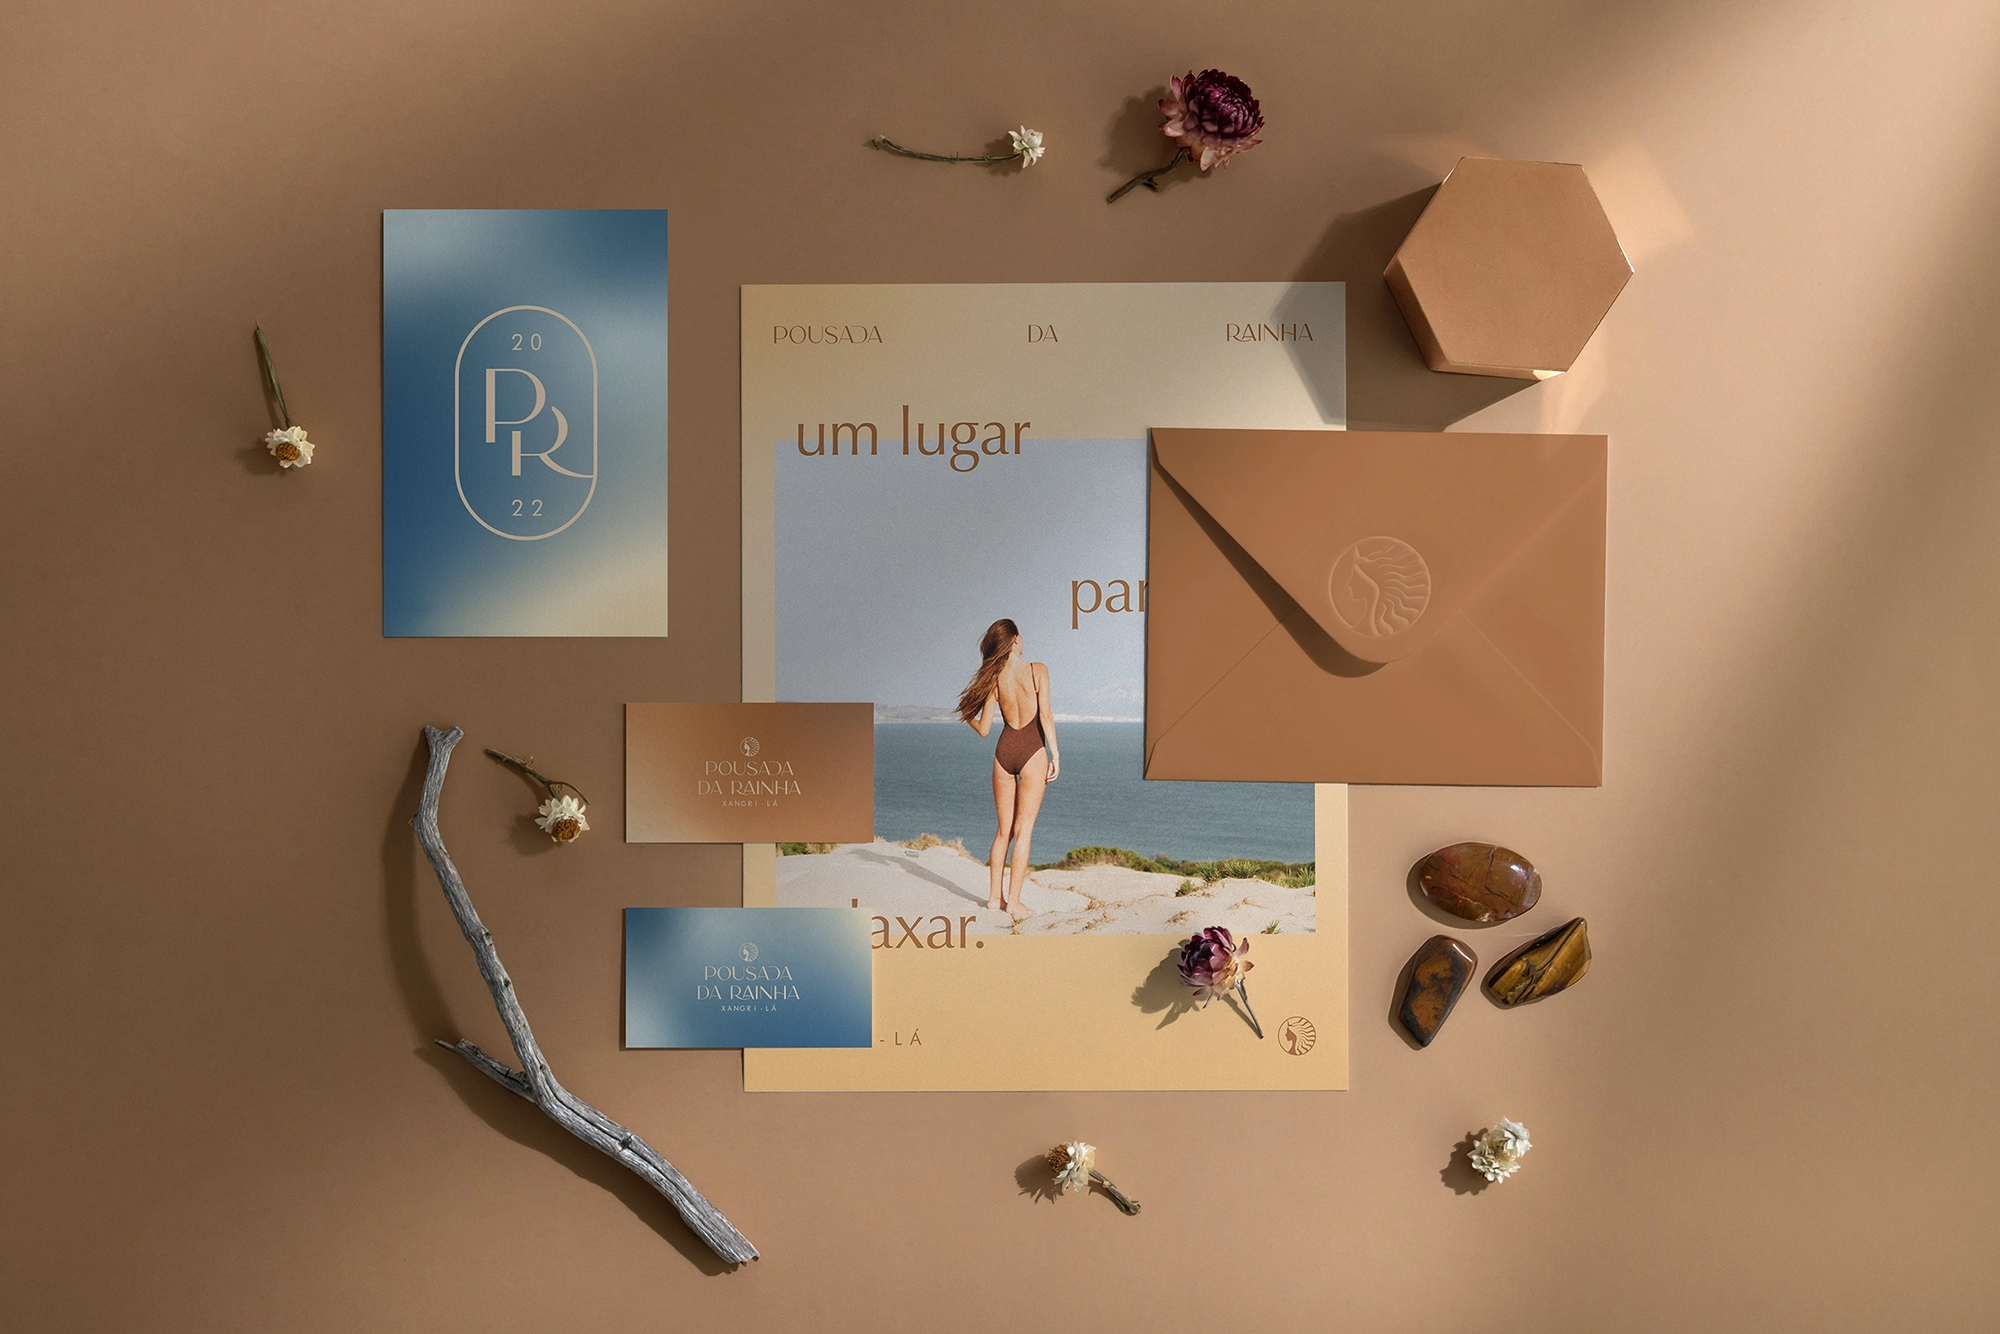 20
PR
22
POUSADA DA RAINHA
um lugar
par
laxar.
- LÁ
POUSADA
DA RAINHA
XANGRI-LÁ
POUSADA
DA RAINHA
XANGRI-LÁ